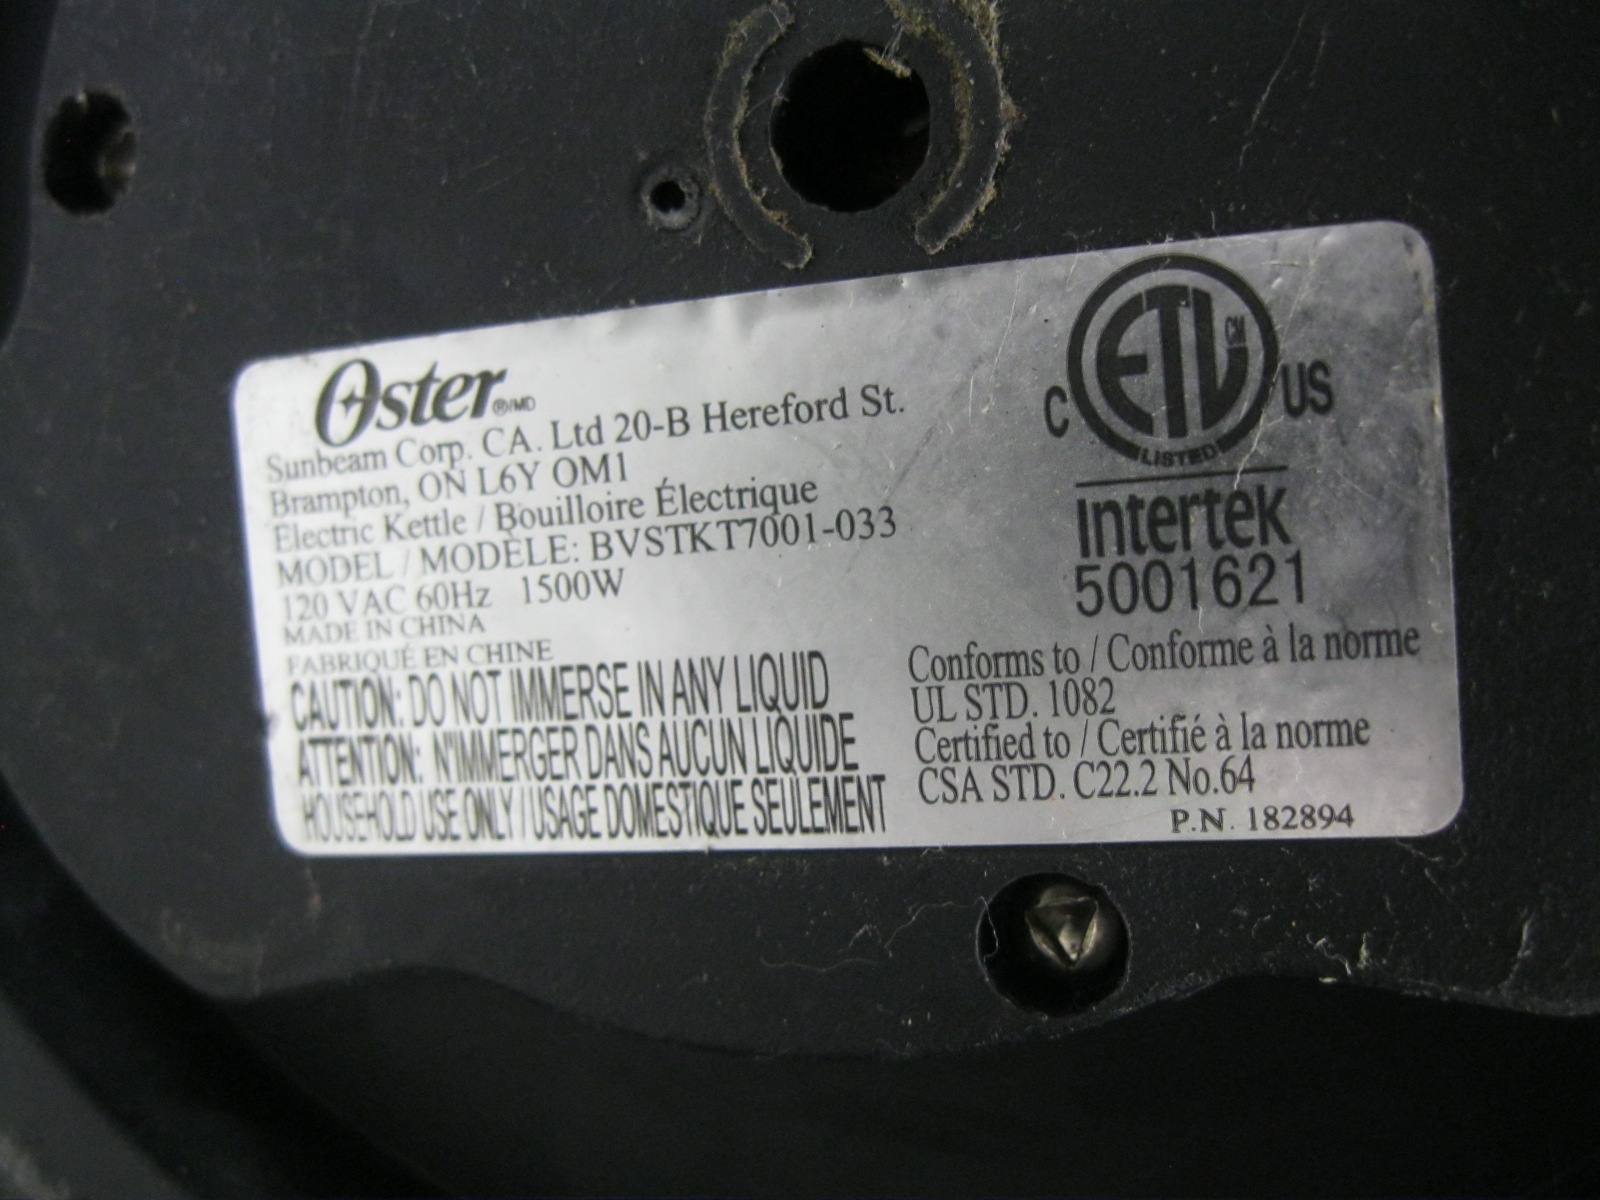 Oster®/MD
Sunbeam Corp. CA. Ltd 20-B Hereford St.
Brampton, ON L6Y OM1
Electric Kettle / Bouilloire Électrique
MODEL / MODÈLE: BVSTKT7001-033
120 VAC 60Hz 1500W
MADE IN CHINA
FABRIQUÉ EN CHINE
CAUTION: DO NOT IMMERSE IN ANY LIQUID
ATTENTION: N'IMMERGER DANS AUCUN LIQUIDE
HOUSEHOLD USE ONLY / USAGE DOMESTIQUE SEULEMENT
C ETL CM US
LISTED
Intertek
5001621
Conforms to / Conforme à la norme
UL STD. 1082
Certified to / Certifié à la norme
CSA STD. C22.2 No.64
P.N. 182894